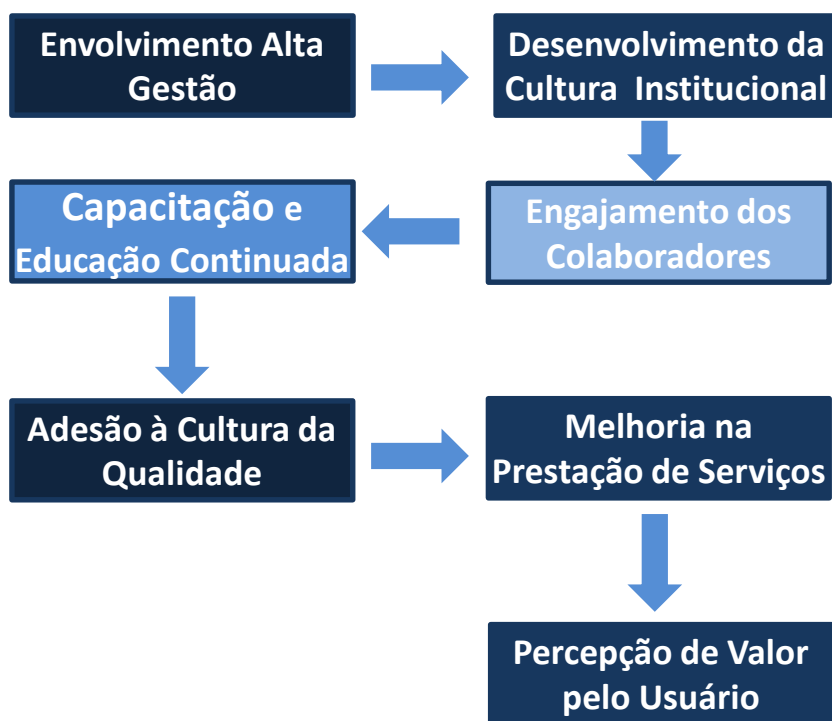 Envolvimento Alta
Gestão
Desenvolvimento da
Cultura Institucional
Engajamento dos
Colaboradores
Capacitação e
Educação Continuada
Adesão à Cultura da
Qualidade
Melhoria na
Prestação de Serviços
Percepção de Valor
pelo Usuário